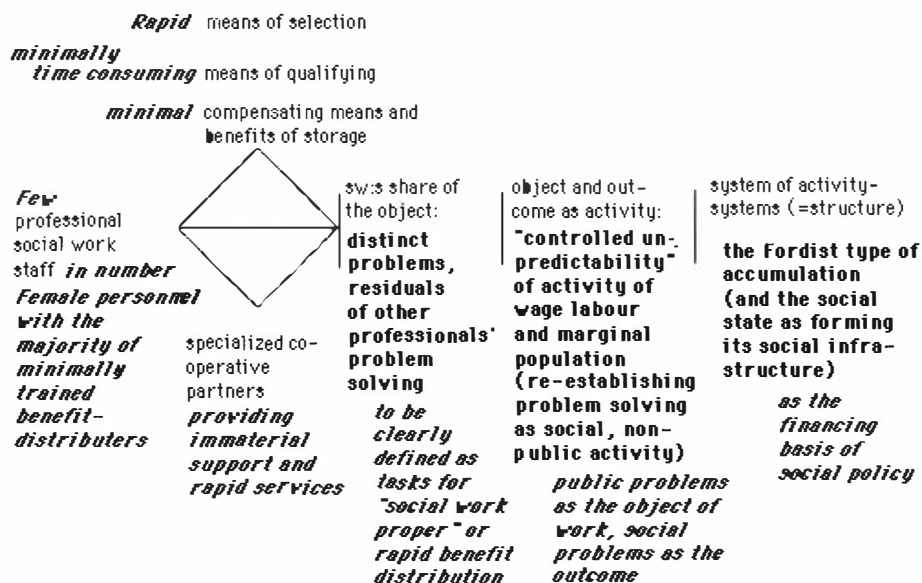 Rapid means of selection
minimally
time consuming means of qualifying
minimal compensating means and
benefits of storage
Few
professional
social work
staff in number
Female personnel
with the
majority of
minimally
trained
benefit-
distributers
specialized co-
operative
partners
providing
immaterial
support and
rapid services
sw:s share of
the object:
distinct
problems,
residuals
of other
professionals'
problem
solving
to be
clearly
defined as
tasks for
"social work
proper" or
rapid benefit
distribution
object and out-
come as activity:
"controlled un-
predictability"
of activity of
wage labour
and marginal
population
(re-establishing
problem solving
as social, non-
public activity)
public problems
as the object of
work, social
problems as the
outcome
system of activity-
systems (=structure)
the Fordist type of
accumulation
(and the social
state as forming
its social infra-
structure)
as the
financing
basis of
social policy